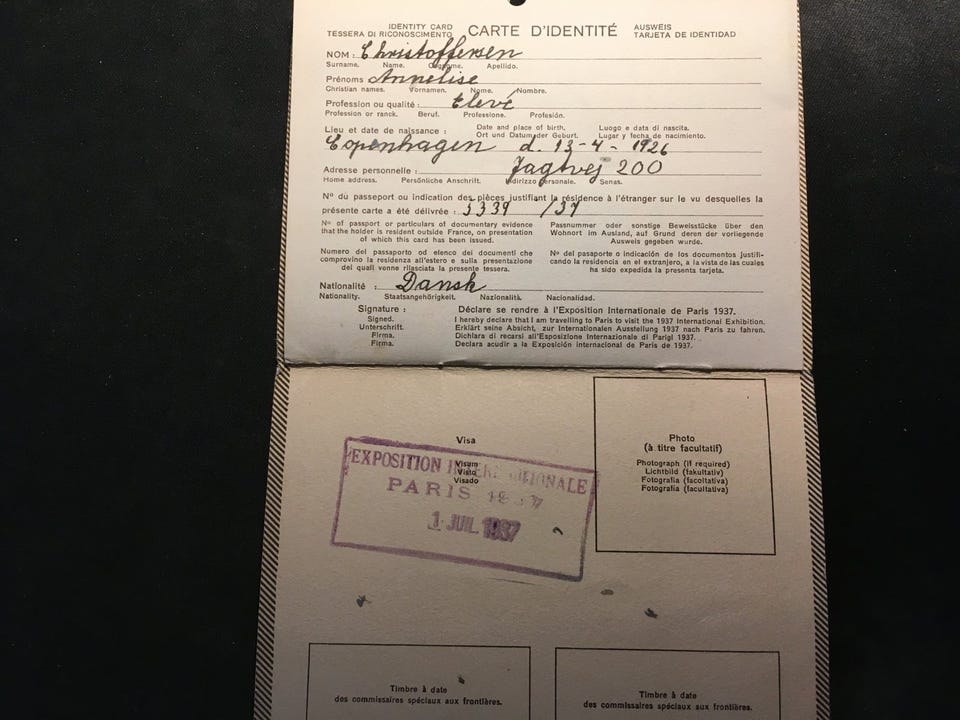 IDENTITY CARD CARTE D'IDENTITÉ AUSWEIS
TESSERA DI RICONOSCIMENTO TARJETA DE IDENTIDAD
NOM : Christoffersen
Surname. Name. Cognome. Apellido.
Prénoms Annelise
Christian names. Vornamen. Nome. Nombre.
Profession ou qualité : Elevé
Profession or ranck. Beruf. Professione. Profesión.
Lieu et date de naissance : Date and place of birth. Luogo e data di nascita.
Ort und Datum der Geburt. Lugar y fecha de nacimiento.
Copenhagen d. 13-4-1926
Adresse personnelle : Jagtvej 200
Home address. Persönliche Anschrift. Indirizzo personale. Senas.
N° du passeport ou indication des pièces justifiant la résidence à l'étranger sur le vu desquelles la
présente carte a été délivrée : 5339 /37
N° of passport or particulars of documentary evidence
that the holder is resident outside France, on presentation
of which this card has been issued.
Passnummer oder sonstige Beweisstücke über den
Wohnort im Ausland, auf Grund deren der vorliegende
Ausweis gegeben wurde.
Numero del passaporto od elenco dei documenti che
comprovino la residenza all'estero e sulla presentazione
del quali venne rilasciata la presente tessera.
N° del passaporte o indicación de los documentos justifi-
cando la residencia en el extranjero, a la vista de las cuales
ha sido expedida la presenta tarjeta.
Nationalité : Dansk
Nationality. Staatsangehörigkeit. Nazionalità. Nacionalidad.
Signature : Déclare se rendre à l'Exposition Internationale de Paris 1937.
Signed. I hereby declare that I am travelling to Paris to visit the 1937 International Exhibition.
Unterschrift. Erklärt seine Absicht, zur Internationalen Ausstellung 1937 nach Paris zu fahren.
Firma. Dichlara di recarsi all'Esposizione Internazionale di Parigi 1937.
Firma. Declara acudir a la Exposición internacional de Paris de 1937.
Visa
Visum
Visto
Visado
EXPOSITION INTERNATIONALE
PARIS 1937
1 JUIL 1937
Photo
(à titre facultatif)
Photograph (if required)
Lichtbild (fakultativ)
Fotografia (facoltativa)
Fotografia (facultativa)
Timbre à date
des commissaires spéciaux aux frontières.
Timbre à date
des commissaires spéciaux aux frontières.